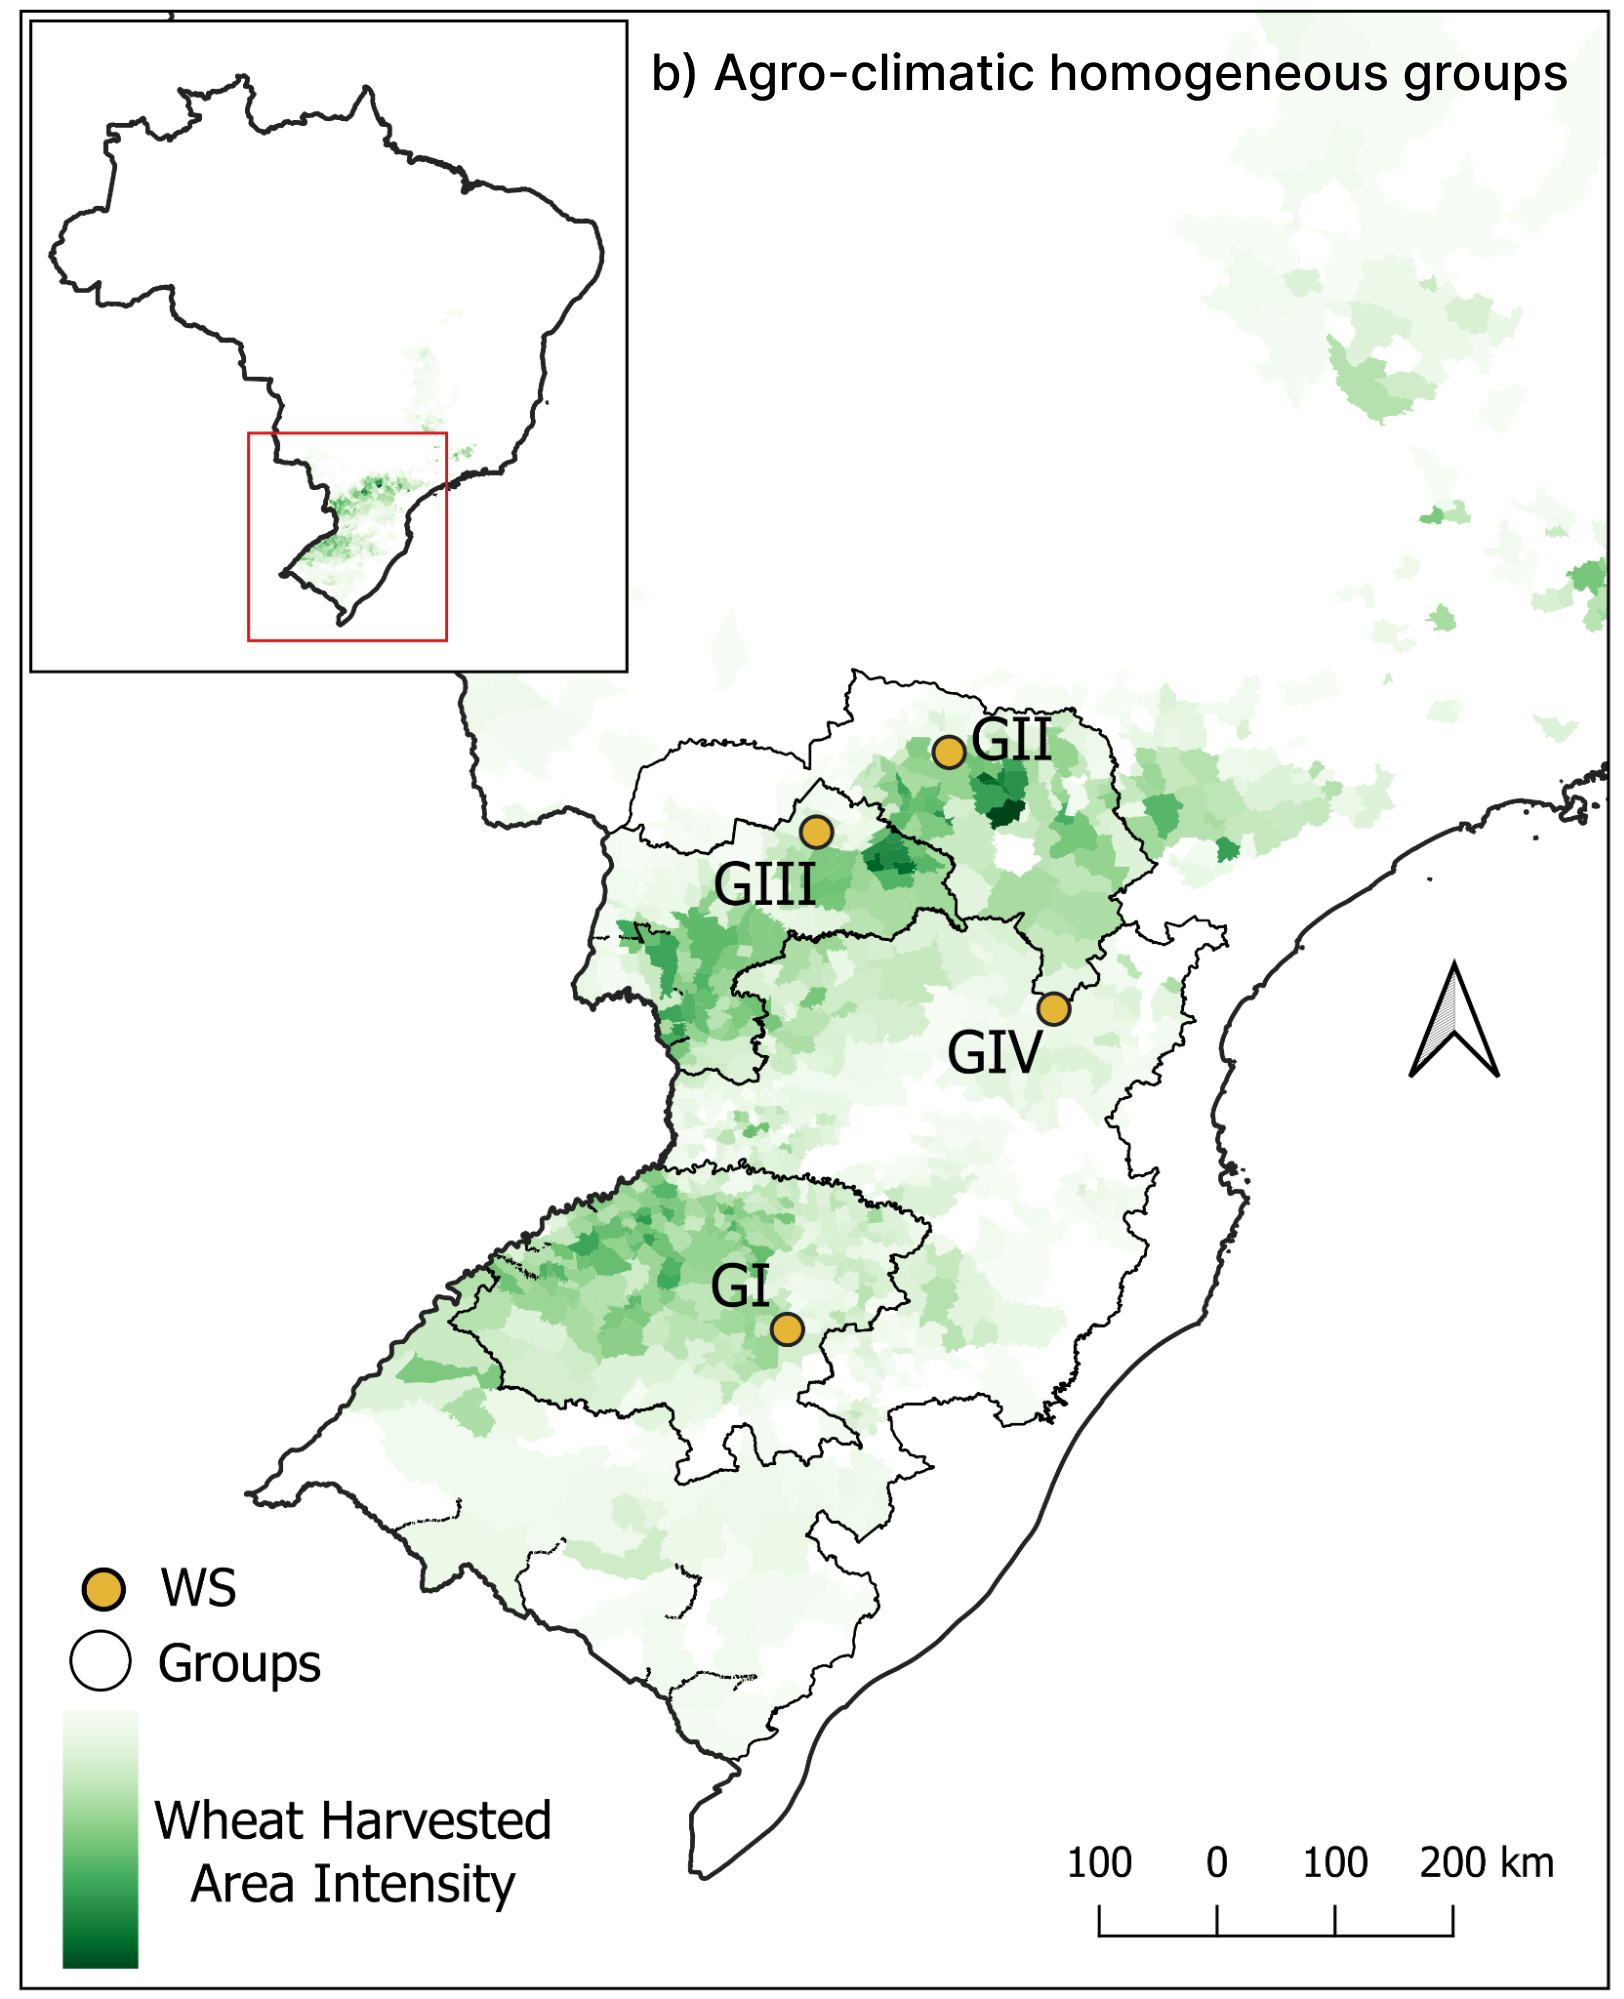 b) Agro-climatic homogeneous groups
GII
GIII
GIV
GI
WS
Groups
Wheat Harvested
Area Intensity
100 0 100 200 km